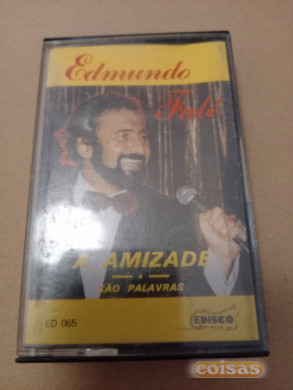 Edmundo
Falé
A AMIZADE
SÃO PALAVRAS
ED 065
EDISCO
coisas